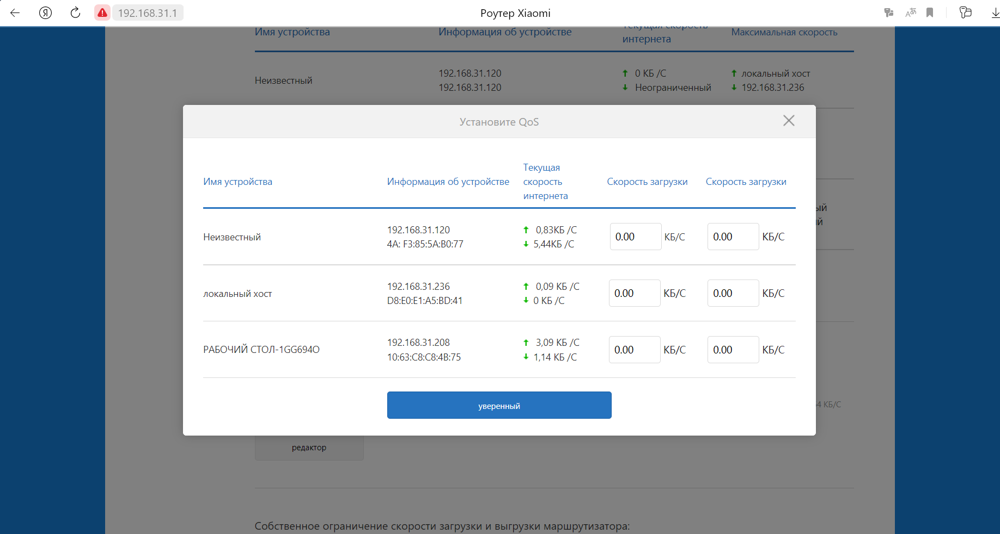 192.168.31.1
Роутер Xiaomi
Имя устройства
Информация об устройстве
Текущая скорость
интернета
Максимальная скорость
Неизвестный
192.168.31.120
192.168.31.120
0 КБ /С
Неограниченный
локальный хост
192.168.31.236
Установите QoS
Имя устройства
Информация об устройстве
Текущая
скорость
интернета
Скорость загрузки
Скорость загрузки
Неизвестный
192.168.31.120
4A: F3:85:5A:B0:77
0,83КБ /С
5,44КБ /С
0.00 КБ/С
0.00 КБ/С
локальный хост
192.168.31.236
D8:E0:E1:A5:BD:41
0,09 КБ /С
0 КБ /С
0.00 КБ/С
0.00 КБ/С
РАБОЧИЙ СТОЛ-1GG694O
192.168.31.208
10:63:C8:C8:4B:75
3,09 КБ /С
1,14 КБ /С
0.00 КБ/С
0.00 КБ/С
уверенный
КБ/С
редактор
Собственное ограничение скорости загрузки и выгрузки маршрутизатора: